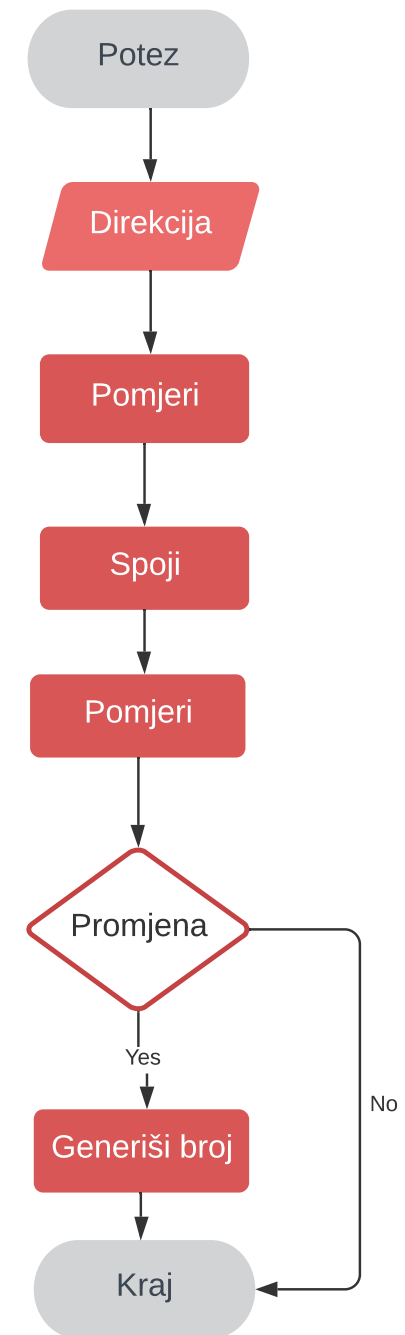 Potez
Direkcija
Pomjeri
Spoji
Pomjeri
Promjena
Yes
No
Generiši broj
Kraj